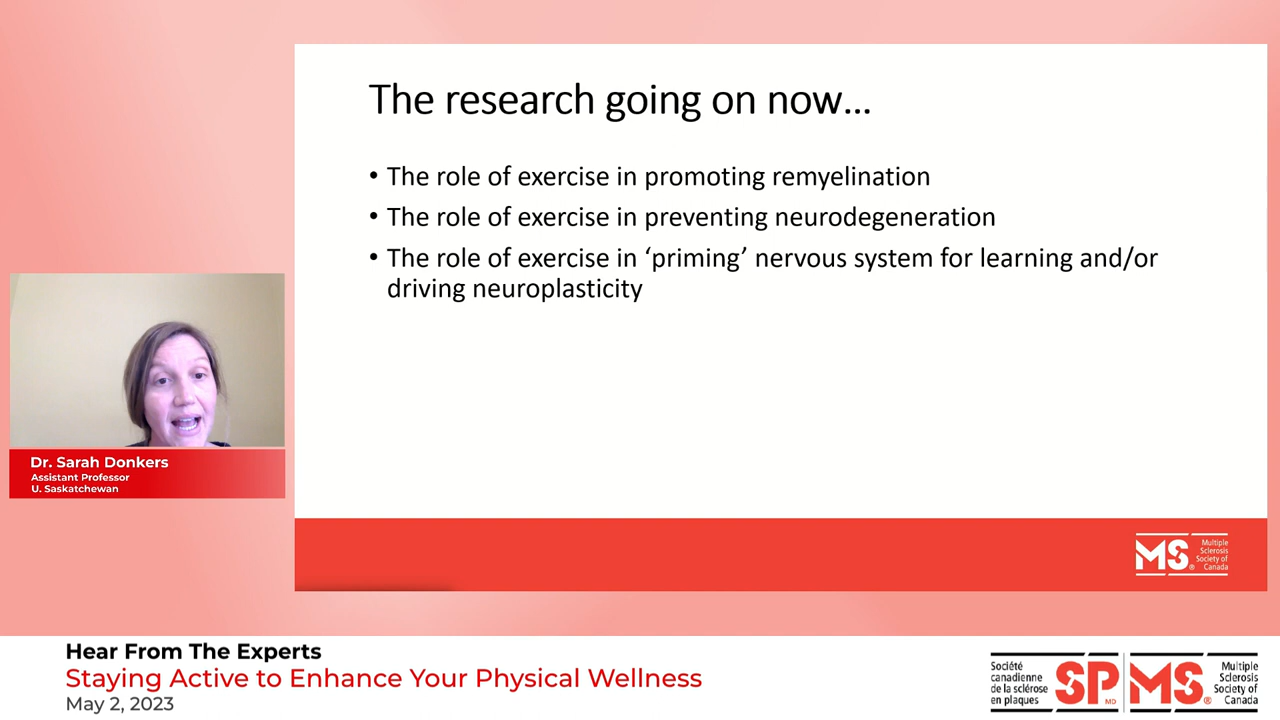 The research going on now...
• The role of exercise in promoting remyelination
• The role of exercise in preventing neurodegeneration
• The role of exercise in ‘priming’ nervous system for learning and/or
driving neuroplasticity
Dr. Sarah Donkers
Assistant Professor
U. Saskatchewan
MS®
Multiple
Sclerosis
Society of
Canada
Hear From The Experts
Staying Active to Enhance Your Physical Wellness
May 2, 2023
Société
canadienne
de la sclérose
en plaques
SP MD
MS®
Multiple
Sclerosis
Society of
Canada